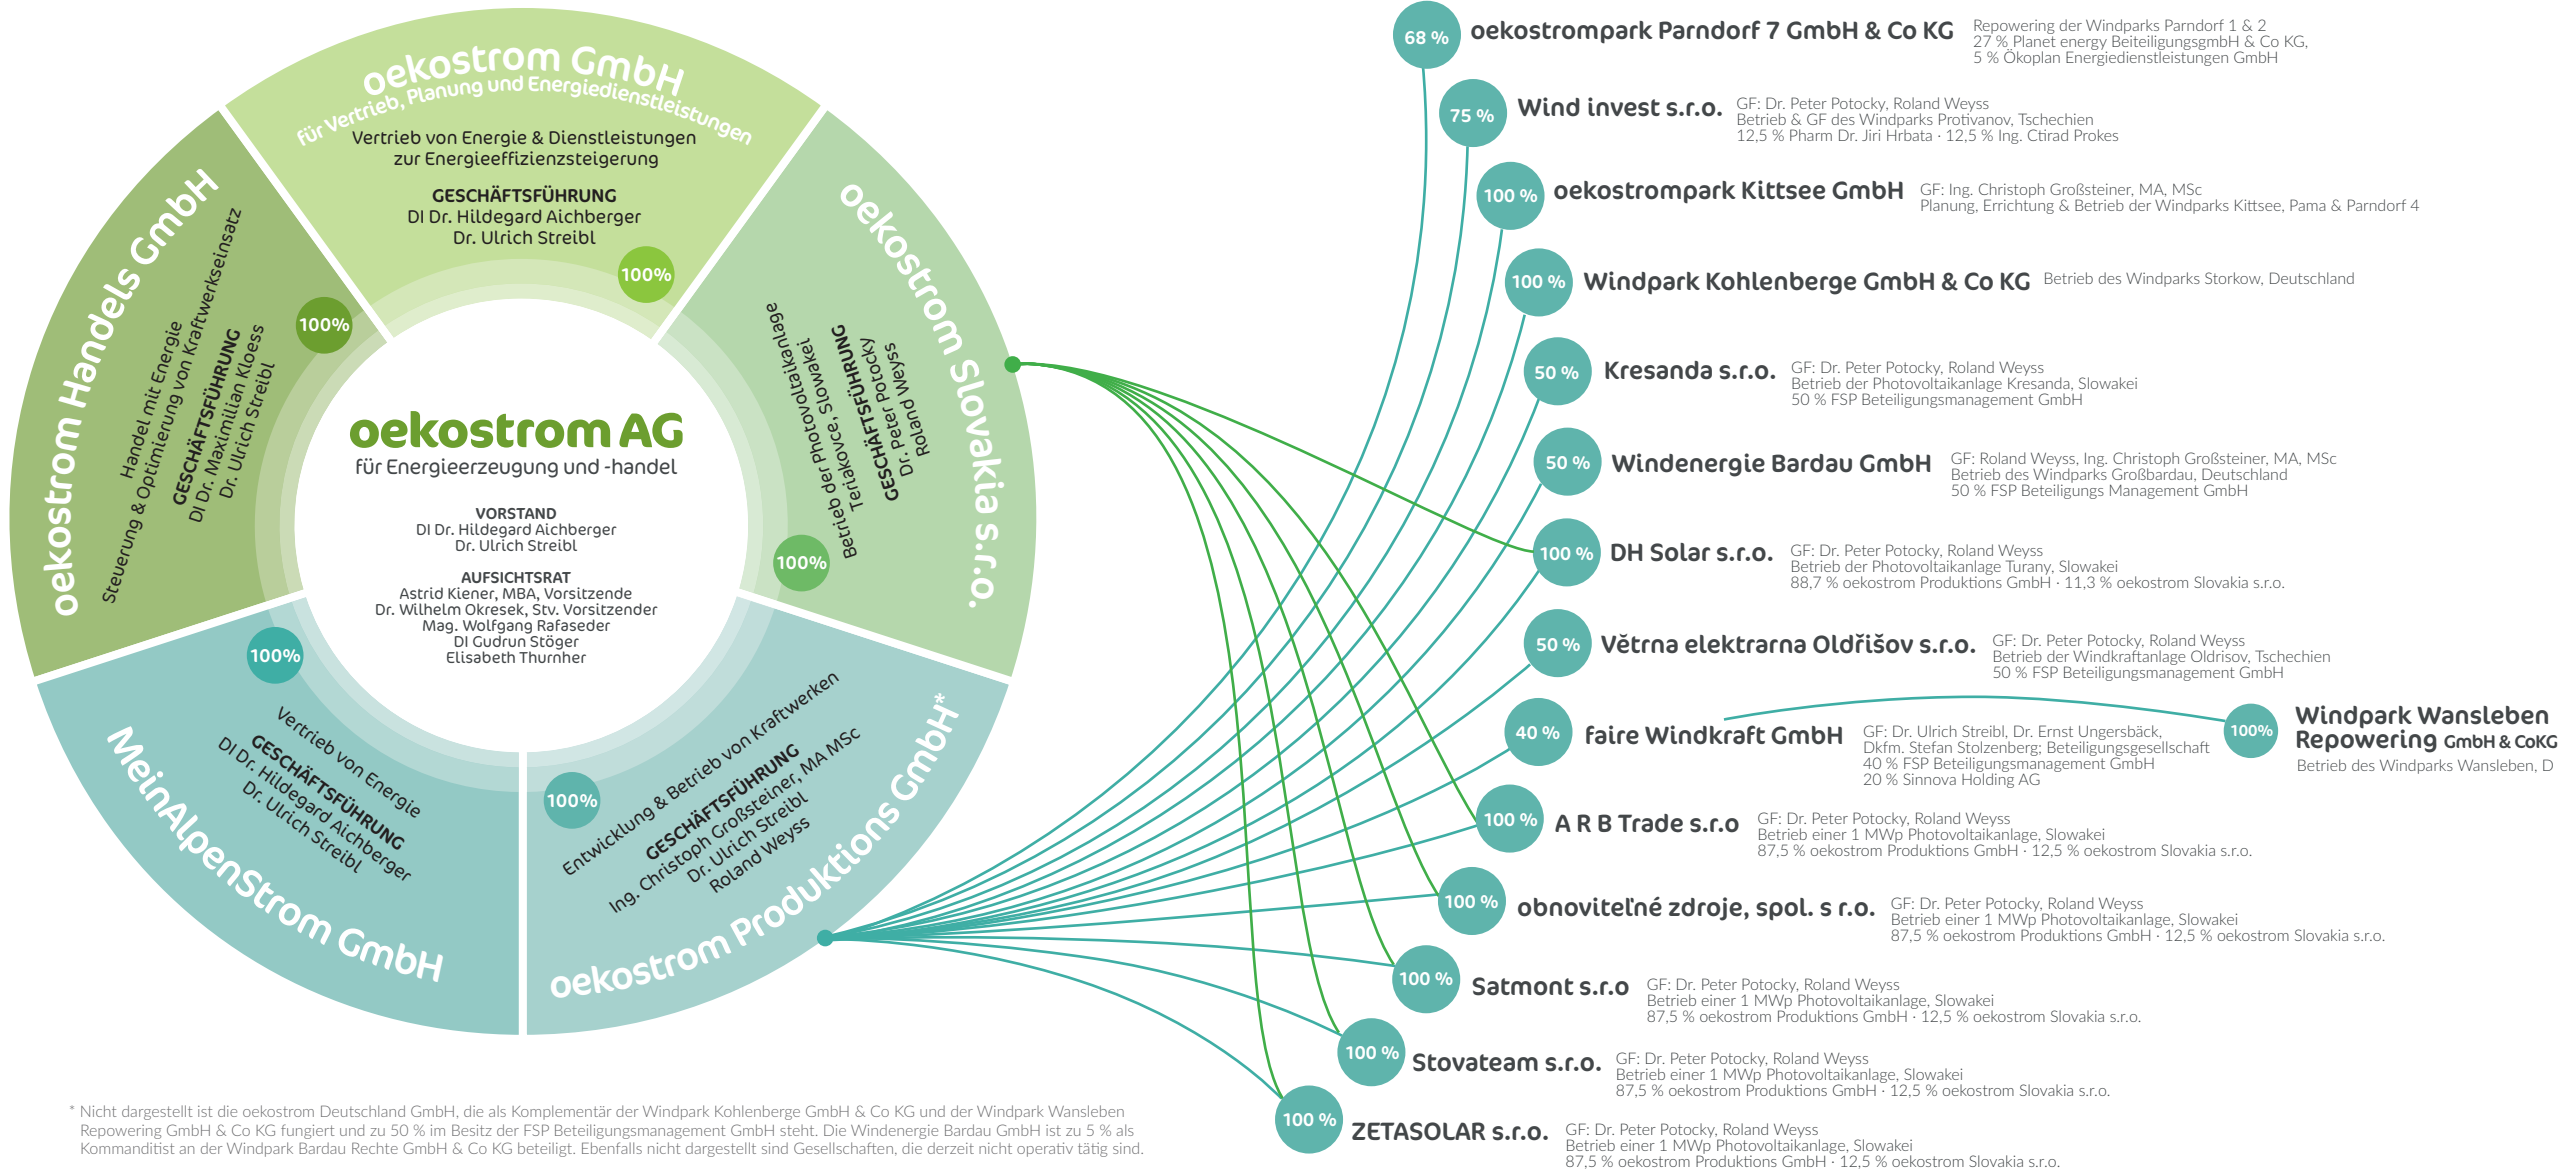 oekostrom GmbH
für Vertrieb, Planung und Energiedienstleistungen
Vertrieb von Energie & Dienstleistungen
zur Energieeffizienzsteigerung
GESCHÄFTSFÜHRUNG
DI Dr. Hildegard Aichberger
Dr. Ulrich Streibl
100%
oekostrom Handels GmbH
Handel mit Energie
Steuerung & Optimierung von Kraftwerkseinsatz
GESCHÄFTSFÜHRUNG
DI Dr. Maximilian Kloess
Dr. Ulrich Streibl
100%
oekostrom Slovakia s.r.o.
Betrieb der Photovoltaikanlage
Teriakovce, Slowakei
GESCHÄFTSFÜHRUNG
Dr. Peter Potocky
Roland Weyss
100%
oekostrom AG
für Energieerzeugung und -handel
VORSTAND
DI Dr. Hildegard Aichberger
Dr. Ulrich Streibl
AUFSICHTSRAT
Astrid Kiener, MBA, Vorsitzende
Dr. Wilhelm Okresek, Stv. Vorsitzender
Mag. Wolfgang Rafaseder
DI Gudrun Stöger
Elisabeth Thurnher
100%
Vertrieb von Energie
GESCHÄFTSFÜHRUNG
DI Dr. Hildegard Aichberger
Dr. Ulrich Streibl
MeinAlpenStrom GmbH
100%
Entwicklung & Betrieb von Kraftwerken
GESCHÄFTSFÜHRUNG
Ing. Christoph Großsteiner, MA MSc
Dr. Ulrich Streibl
Roland Weyss
oekostrom Produktions GmbH*
68 %
oekostrompark Parndorf 7 GmbH & Co KG
Repowering der Windparks Parndorf 1 & 2
27 % Planet energy BeiteiligungsgmbH & Co KG,
5 % Ökoplan Energiedienstleistungen GmbH
75 %
Wind invest s.r.o.
GF: Dr. Peter Potocky, Roland Weyss
Betrieb & GF des Windparks Protivanov, Tschechien
12,5 % Pharm Dr. Jiri Hrbata · 12,5 % Ing. Ctirad Prokes
100 %
oekostrompark Kittsee GmbH
GF: Ing. Christoph Großsteiner, MA, MSc
Planung, Errichtung & Betrieb der Windparks Kittsee, Pama & Parndorf 4
100 %
Windpark Kohlenberge GmbH & Co KG
Betrieb des Windparks Storkow, Deutschland
50 %
Kresanda s.r.o.
GF: Dr. Peter Potocky, Roland Weyss
Betrieb der Photovoltaikanlage Kresanda, Slowakei
50 % FSP Beteiligungsmanagement GmbH
50 %
Windenergie Bardau GmbH
GF: Roland Weyss, Ing. Christoph Großsteiner, MA, MSc
Betrieb des Windparks Großbardau, Deutschland
50 % FSP Beteiligungs Management GmbH
100 %
DH Solar s.r.o.
GF: Dr. Peter Potocky, Roland Weyss
Betrieb der Photovoltaikanlage Turany, Slowakei
88,7 % oekostrom Produktions GmbH · 11,3 % oekostrom Slovakia s.r.o.
50 %
Větrna elektrarna Oldřišov s.r.o.
GF: Dr. Peter Potocky, Roland Weyss
Betrieb der Windkraftanlage Oldrisov, Tschechien
50 % FSP Beteiligungsmanagement GmbH
40 %
faire Windkraft GmbH
GF: Dr. Ulrich Streibl, Dr. Ernst Ungersbäck,
Dkfm. Stefan Stolzenberg; Beteiligungsgesellschaft
40 % FSP Beteiligungsmanagement GmbH
20 % Sinnova Holding AG
100%
Windpark Wansleben
Repowering GmbH & CoKG
Betrieb des Windparks Wansleben, D
100 %
A R B Trade s.r.o
GF: Dr. Peter Potocky, Roland Weyss
Betrieb einer 1 MWp Photovoltaikanlage, Slowakei
87,5 % oekostrom Produktions GmbH · 12,5 % oekostrom Slovakia s.r.o.
100 %
obnoviteľné zdroje, spol. s r.o.
GF: Dr. Peter Potocky, Roland Weyss
Betrieb einer 1 MWp Photovoltaikanlage, Slowakei
87,5 % oekostrom Produktions GmbH · 12,5 % oekostrom Slovakia s.r.o.
100 %
Satmont s.r.o
GF: Dr. Peter Potocky, Roland Weyss
Betrieb einer 1 MWp Photovoltaikanlage, Slowakei
87,5 % oekostrom Produktions GmbH · 12,5 % oekostrom Slovakia s.r.o.
100 %
Stovateam s.r.o.
GF: Dr. Peter Potocky, Roland Weyss
Betrieb einer 1 MWp Photovoltaikanlage, Slowakei
87,5 % oekostrom Produktions GmbH · 12,5 % oekostrom Slovakia s.r.o.
100 %
ZETASOLAR s.r.o.
GF: Dr. Peter Potocky, Roland Weyss
Betrieb einer 1 MWp Photovoltaikanlage, Slowakei
87,5 % oekostrom Produktions GmbH · 12,5 % oekostrom Slovakia s.r.o.
* Nicht dargestellt ist die oekostrom Deutschland GmbH, die als Komplementär der Windpark Kohlenberge GmbH & Co KG und der Windpark Wansleben
Repowering GmbH & Co KG fungiert und zu 50 % im Besitz der FSP Beteiligungsmanagement GmbH steht. Die Windenergie Bardau GmbH ist zu 5 % als
Kommanditist an der Windpark Bardau Rechte GmbH & Co KG beteiligt. Ebenfalls nicht dargestellt sind Gesellschaften, die derzeit nicht operativ tätig sind.